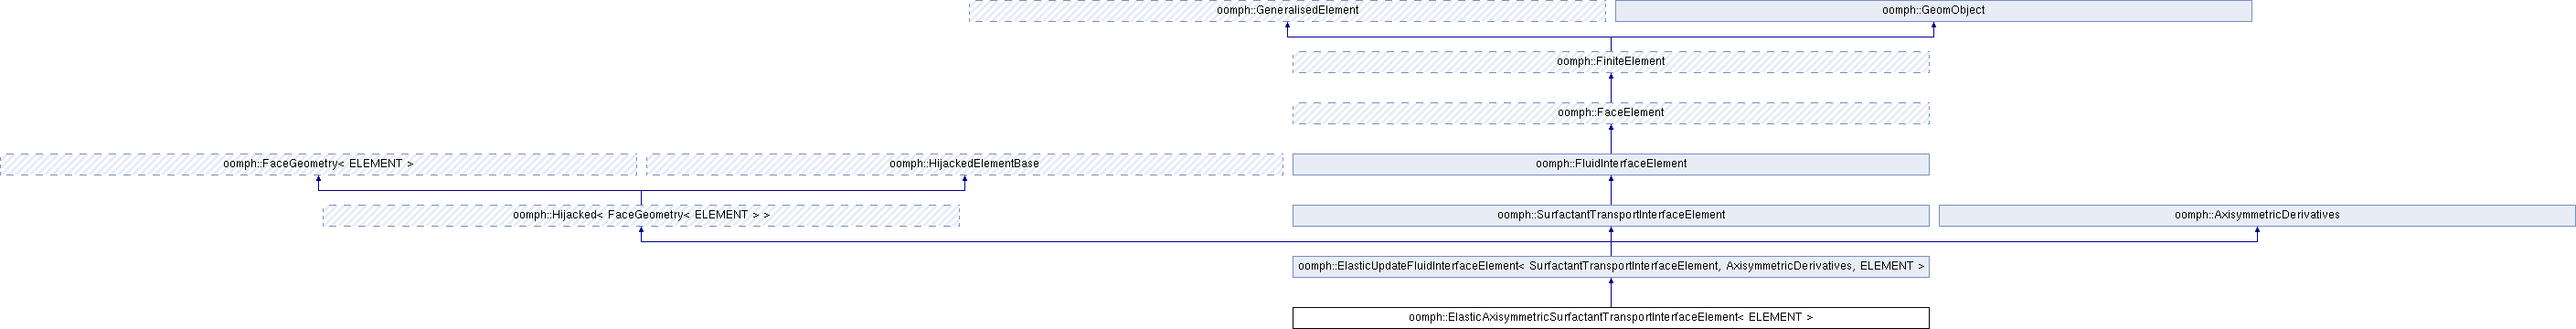 oomph::GeneralisedElement
oomph::GeomObject
oomph::FiniteElement
oomph::FaceElement
oomph::FaceGeometry< ELEMENT >
oomph::HijackedElementBase
oomph::FluidInterfaceElement
oomph::Hijacked< FaceGeometry< ELEMENT > >
oomph::SurfactantTransportInterfaceElement
oomph::AxisymmetricDerivatives
oomph::ElasticUpdateFluidInterfaceElement< SurfactantTransportInterfaceElement, AxisymmetricDerivatives, ELEMENT >
oomph::ElasticAxisymmetricSurfactantTransportInterfaceElement< ELEMENT >